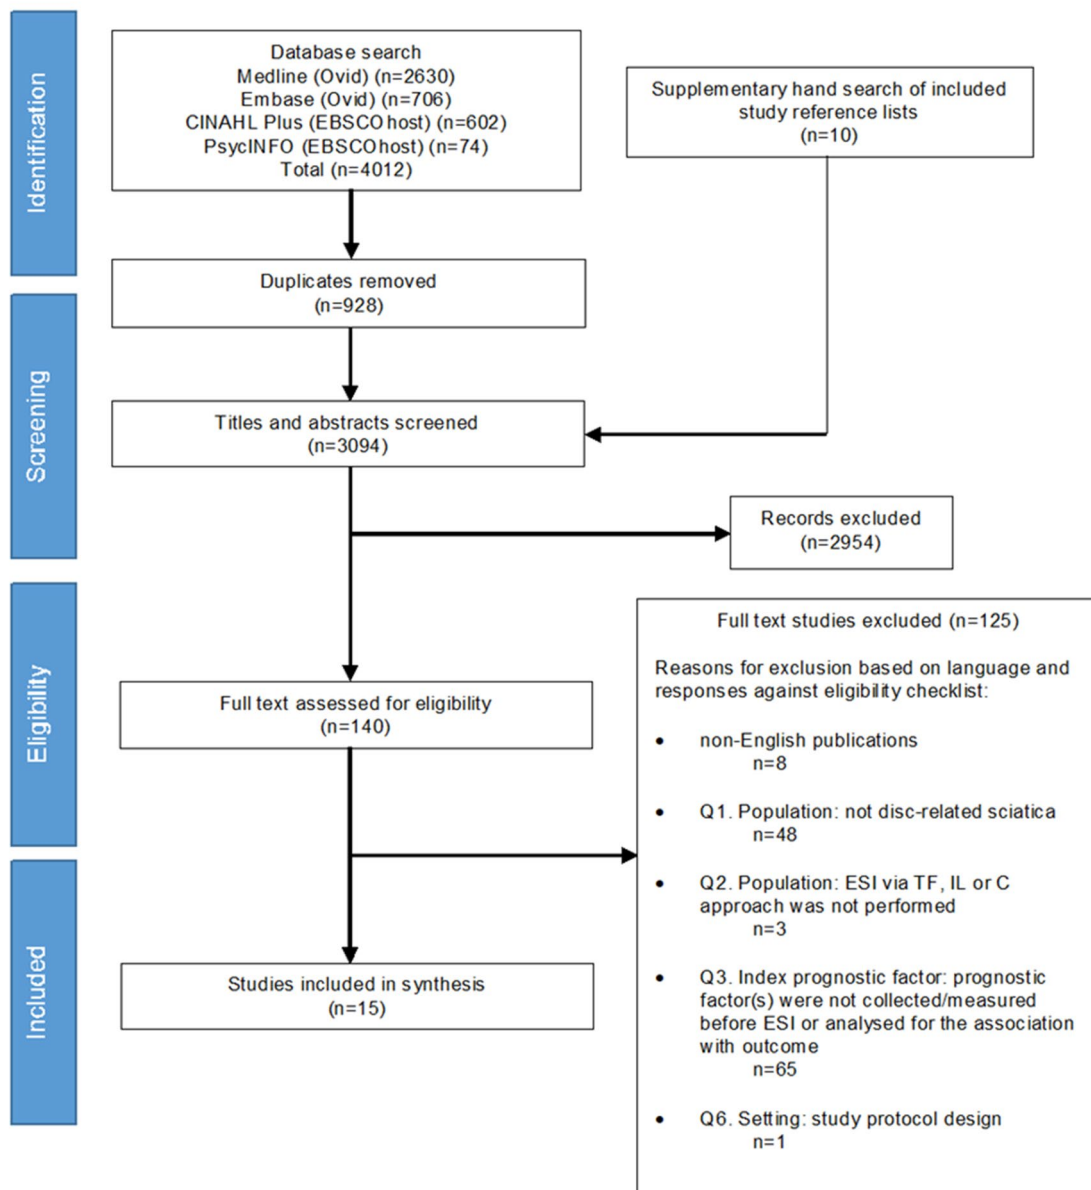 Identification
Database search
Medline (Ovid) (n=2630)
Embase (Ovid) (n=706)
CINAHL Plus (EBSCOhost) (n=602)
PsycINFO (EBSCOhost) (n=74)
Total (n=4012)
Supplementary hand search of included
study reference lists
(n=10)
Duplicates removed
(n=928)
Screening
Titles and abstracts screened
(n=3094)
Records excluded
(n=2954)
Eligibility
Full text assessed for eligibility
(n=140)
Full text studies excluded (n=125)
Reasons for exclusion based on language and
responses against eligibility checklist:
• non-English publications
n=8
• Q1. Population: not disc-related sciatica
n=48
• Q2. Population: ESI via TF, IL or C
approach was not performed
n=3
• Q3. Index prognostic factor: prognostic
factor(s) were not collected/measured
before ESI or analysed for the association
with outcome
n=65
• Q6. Setting: study protocol design
n=1
Included
Studies included in synthesis
(n=15)